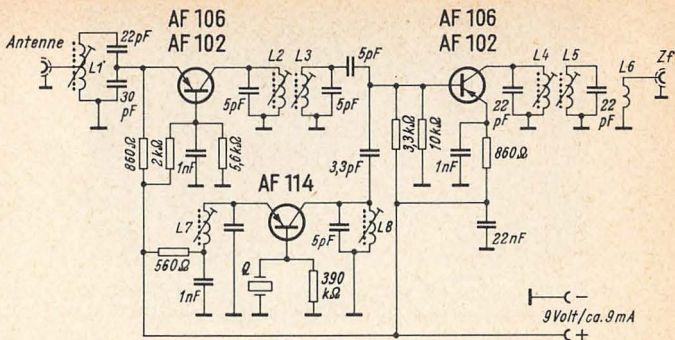 AF 106
AF 102
AF 106
AF 102
Antenne
22pF
L1
30
pF
L2
L3
5pF
5pF
5pF
L4
L5
L6
Zf
22
pF
22
pF
860Ω
2kΩ
1nF
5,6kΩ
3,3kΩ
10kΩ
1nF
860Ω
3,3pF
AF 114
L7
5pF
L8
22nF
560Ω
1nF
Q
390
kΩ
−
9Volt/ca.9mA
+